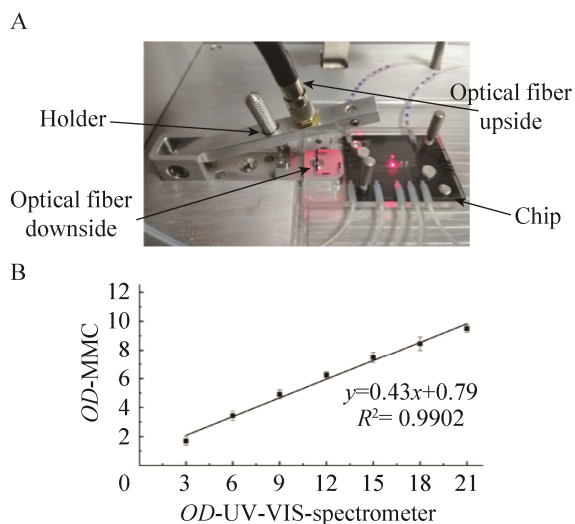 A
Holder
Optical fiber
upside
Optical fiber
downside
Chip
B
OD-MMC
12
10
8
6
4
2
0
3 6 9 12 15 18 21
y=0.43x+0.79
R²= 0.9902
OD-UV-VIS-spectrometer